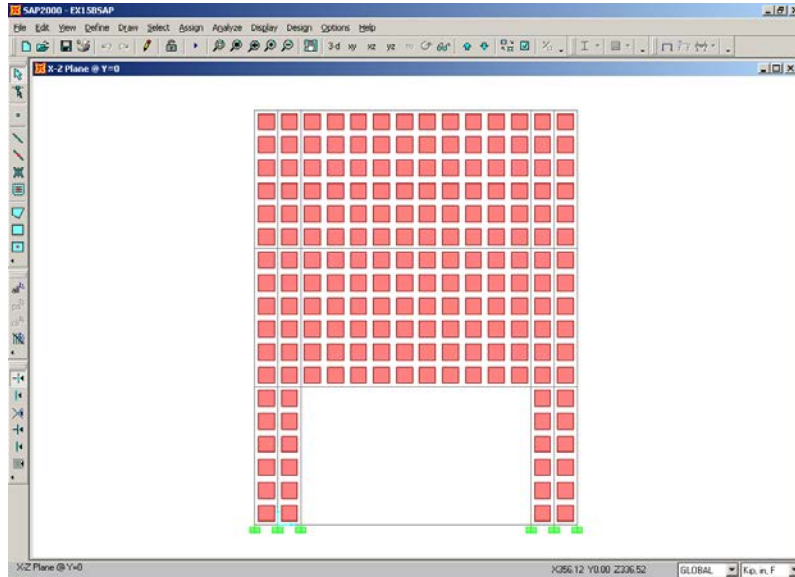 SAP2000 - EX15BSAP
File Edit View Define Draw Select Assign Analyze Display Design Options Help
3-d xy xz yz
X-Z Plane @ Y=0
X-Z Plane @ Y=0 X356.12 Y0.00 Z336.52 GLOBAL Kip, in, F